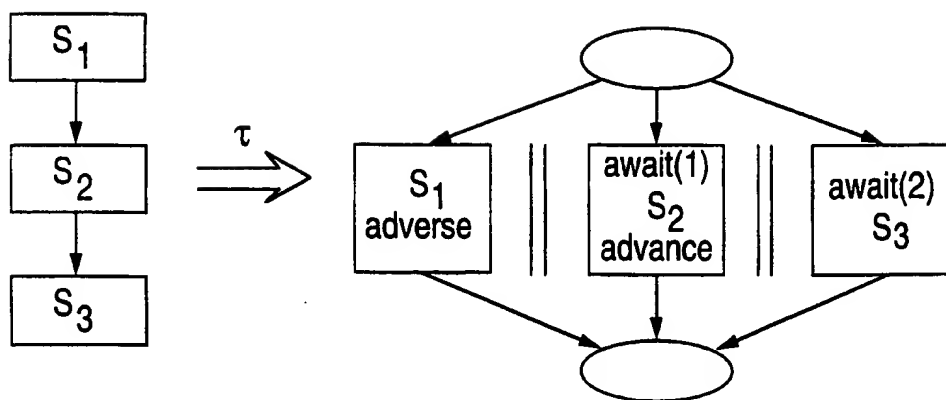 S1
S2
S3
τ
S1
adverse
await(1)
S2
advance
await(2)
S3